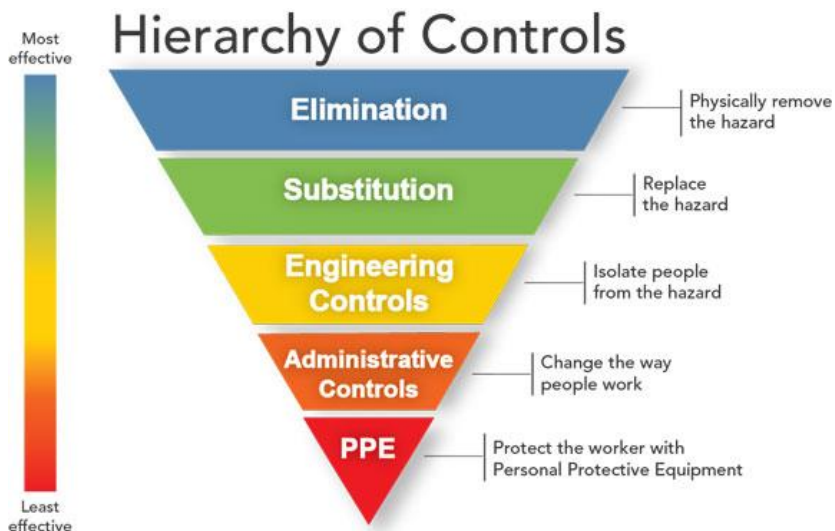 Hierarchy of Controls
Most
effective
Elimination
Physically remove
the hazard
Substitution
Replace
the hazard
Engineering
Controls
Isolate people
from the hazard
Administrative
Controls
Change the way
people work
PPE
Protect the worker with
Personal Protective Equipment
Least
effective